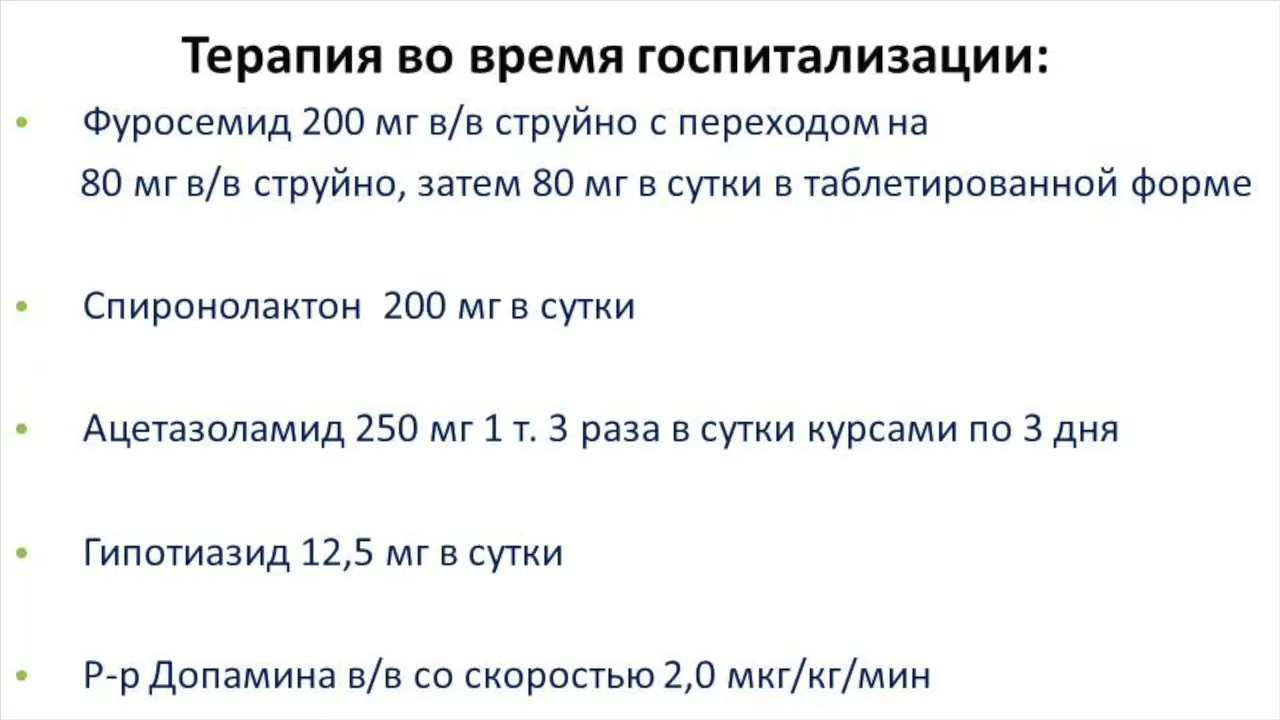 Терапия во время госпитализации:
• Фуросемид 200 мг в/в струйно с переходом на
80 мг в/в струйно, затем 80 мг в сутки в таблетированной форме
• Спиронолактон 200 мг в сутки
• Ацетазоламид 250 мг 1 т. 3 раза в сутки курсами по 3 дня
• Гипотиазид 12,5 мг в сутки
• Р-р Допамина в/в со скоростью 2,0 мкг/кг/мин